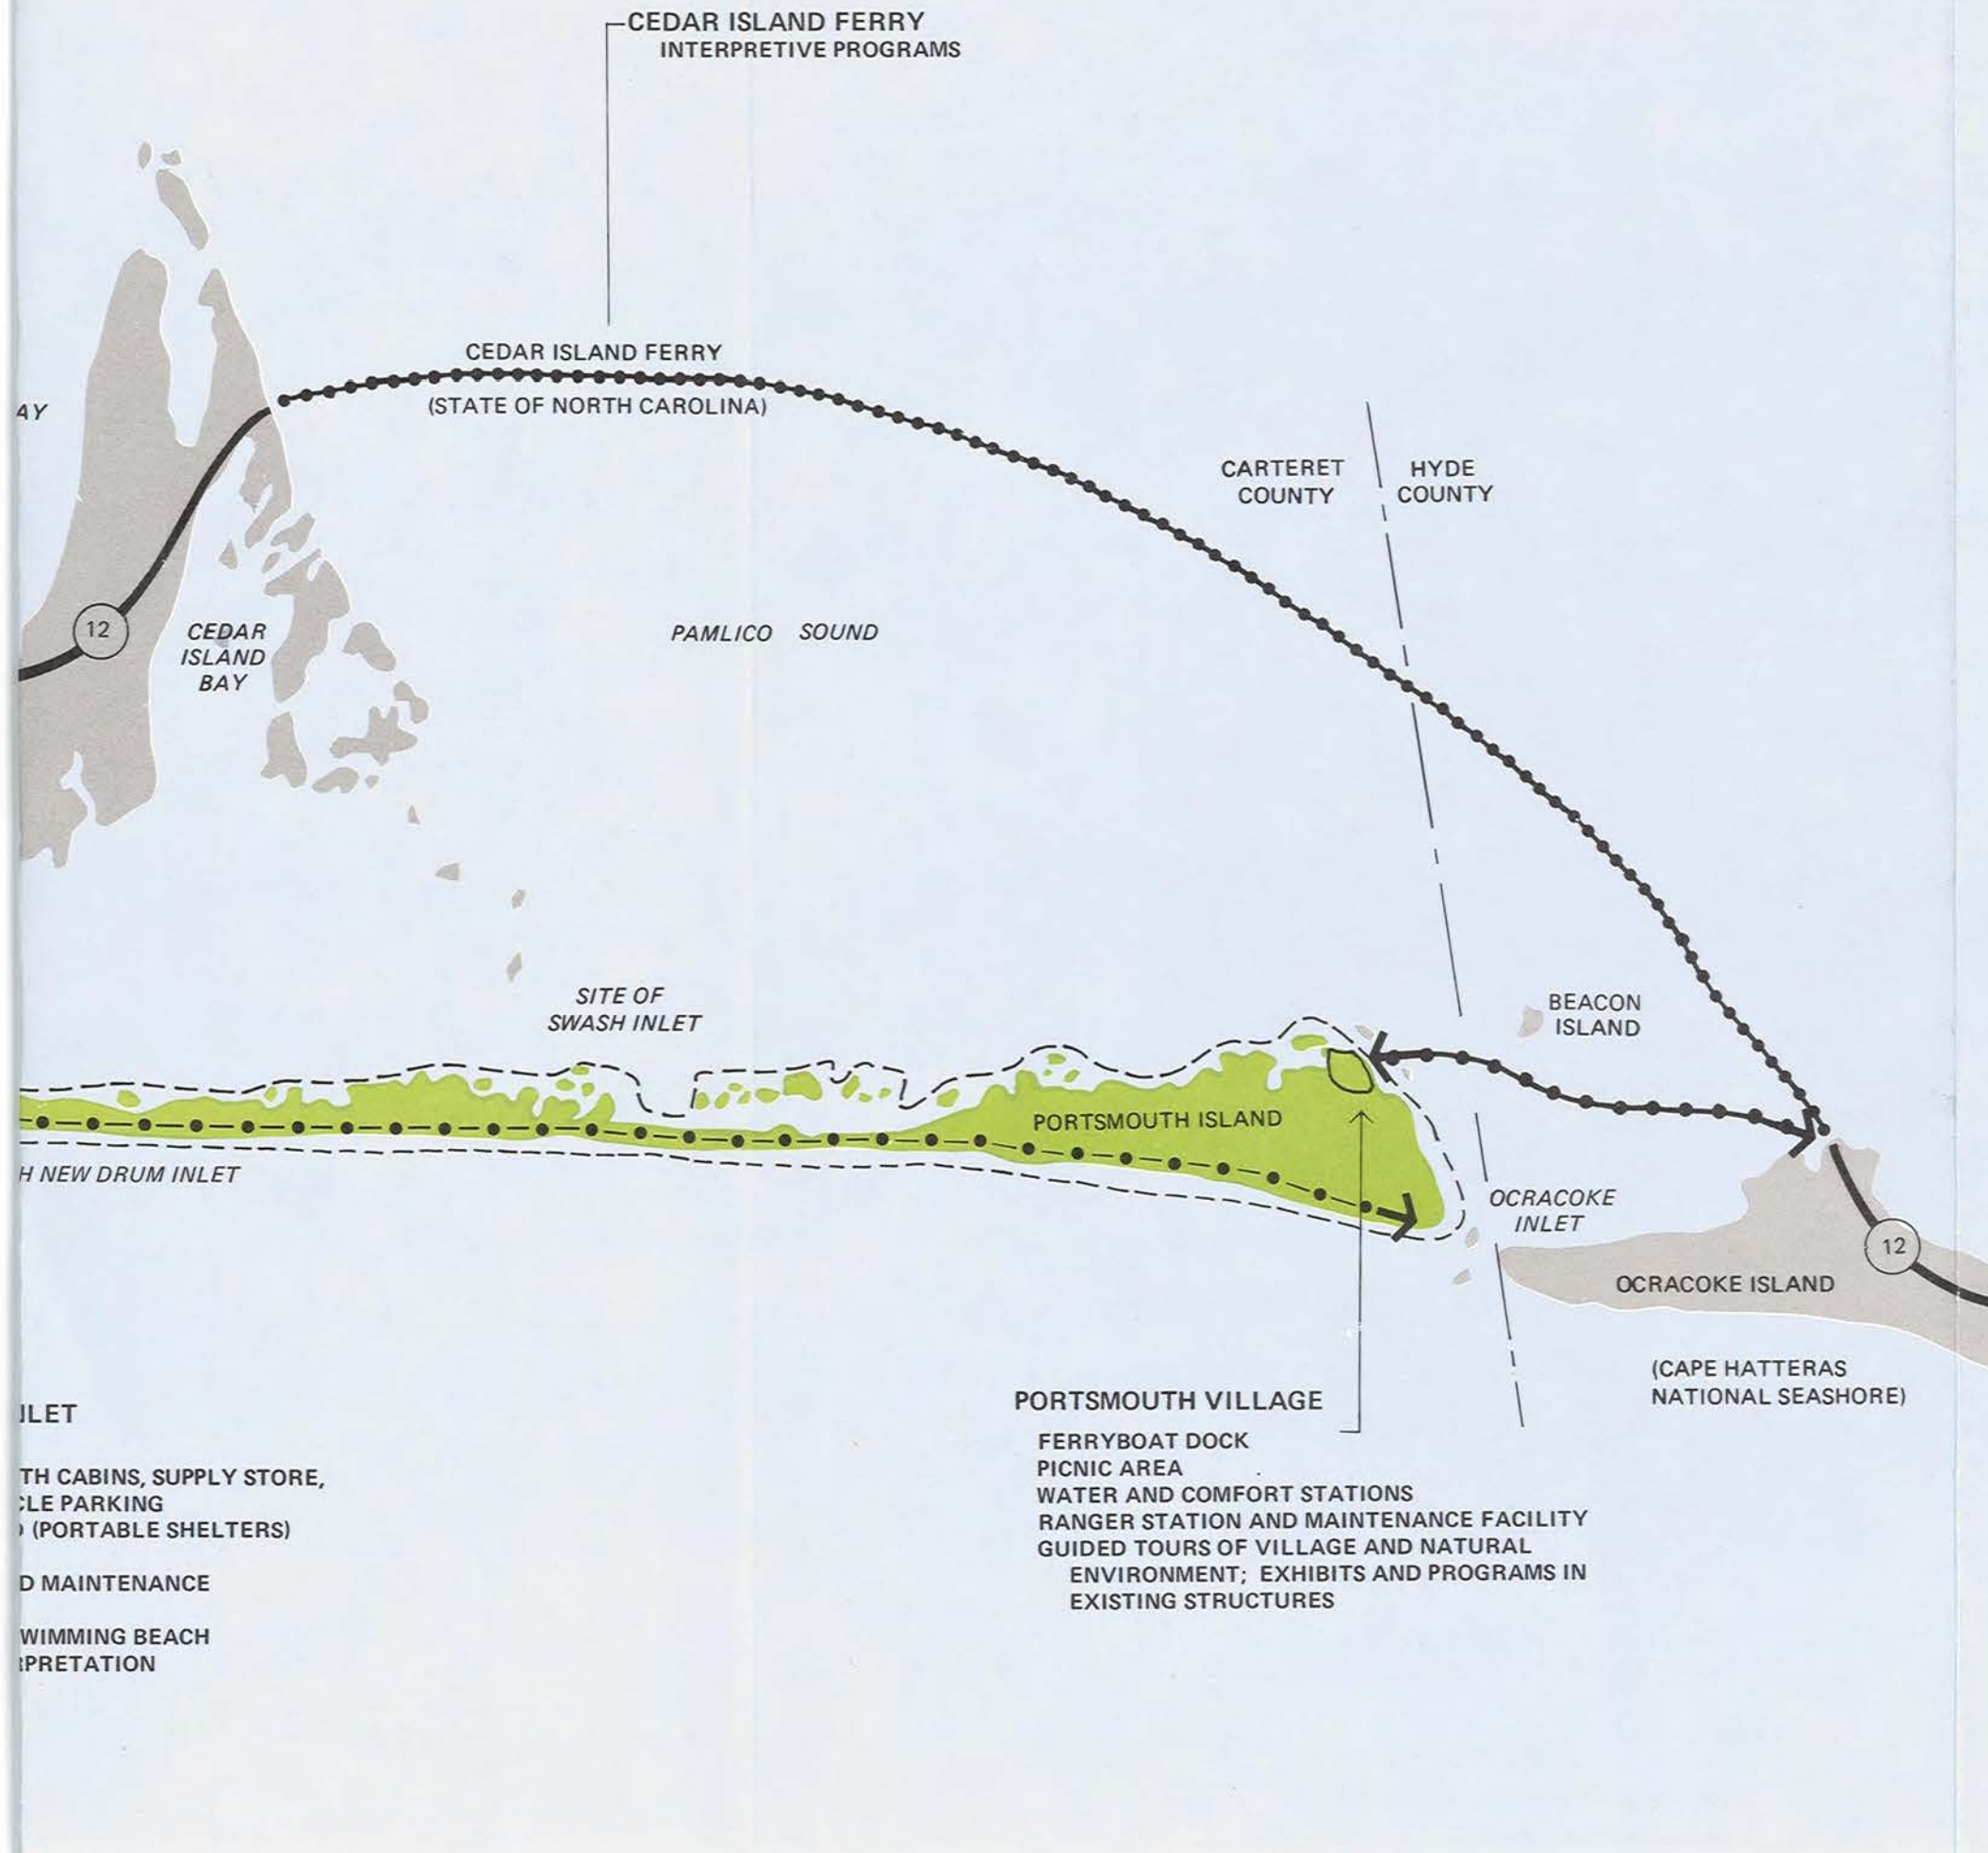 CEDAR ISLAND FERRY
INTERPRETIVE PROGRAMS
CEDAR ISLAND FERRY
(STATE OF NORTH CAROLINA)
AY
CARTERET
COUNTY
HYDE
COUNTY
12
CEDAR
ISLAND
BAY
PAMLICO SOUND
SITE OF
SWASH INLET
BEACON
ISLAND
PORTSMOUTH ISLAND
H NEW DRUM INLET
OCRACOKE
INLET
12
OCRACOKE ISLAND
(CAPE HATTERAS
NATIONAL SEASHORE)
PORTSMOUTH VILLAGE
FERRYBOAT DOCK
PICNIC AREA
WATER AND COMFORT STATIONS
RANGER STATION AND MAINTENANCE FACILITY
GUIDED TOURS OF VILLAGE AND NATURAL
ENVIRONMENT; EXHIBITS AND PROGRAMS IN
EXISTING STRUCTURES
LET
TH CABINS, SUPPLY STORE,
CLE PARKING
(PORTABLE SHELTERS)
D MAINTENANCE
WIMMING BEACH
RPRETATION